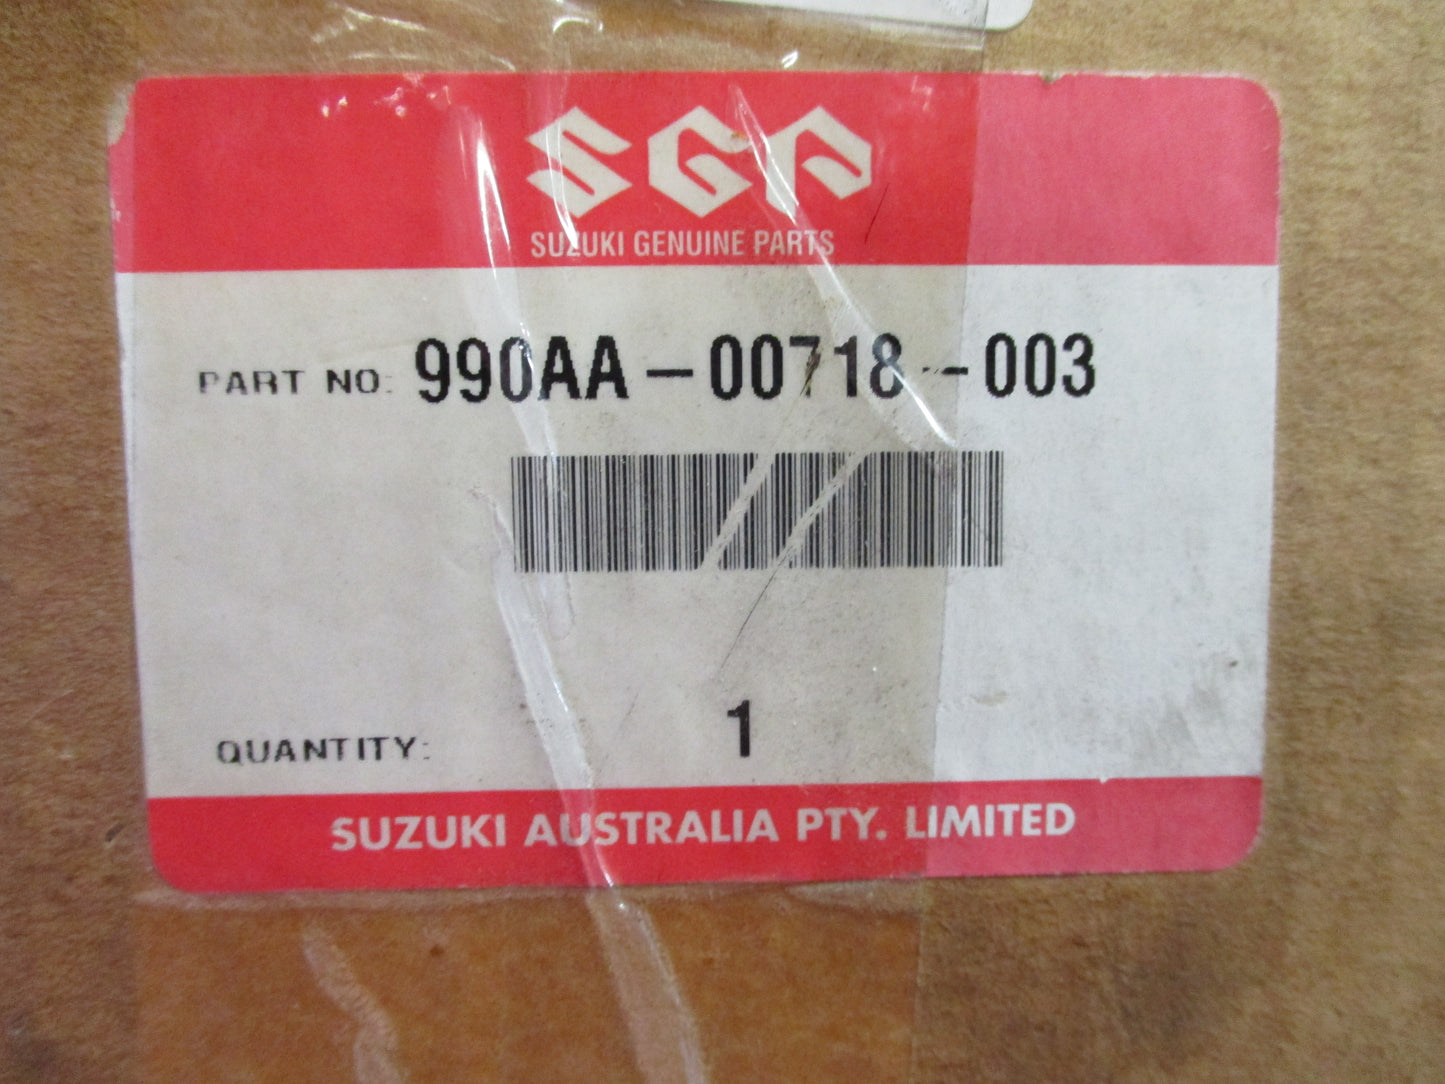 SGP
SUZUKI GENUINE PARTS
PART NO: 990AA-00718-003
QUANTITY: 1
SUZUKI AUSTRALIA PTY. LIMITED